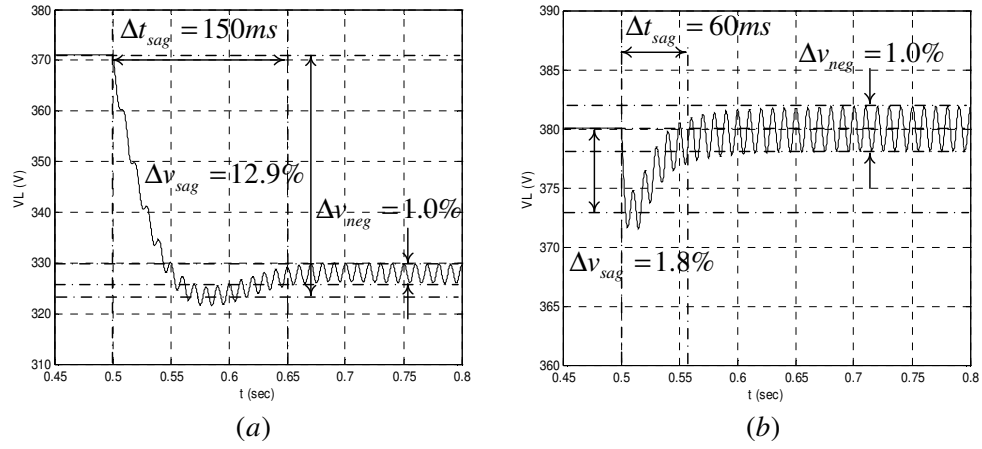 Δt_sag = 150ms
Δv_sag = 12.9%
Δv_neg = 1.0%
380
370
360
350
340
330
320
310
VL (V)
0.45 0.5 0.55 0.6 0.65 0.7 0.75 0.8
t (sec)
(a)
Δt_sag = 60ms
Δv_neg = 1.0%
Δv_sag = 1.8%
390
385
380
375
370
365
360
VL (V)
0.45 0.5 0.55 0.6 0.65 0.7 0.75 0.8
t (sec)
(b)